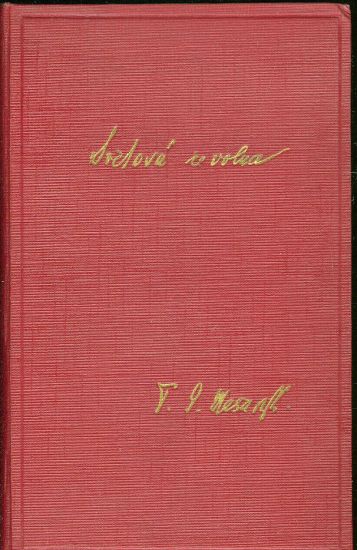 Světová revoluce
T. G. Masaryk.